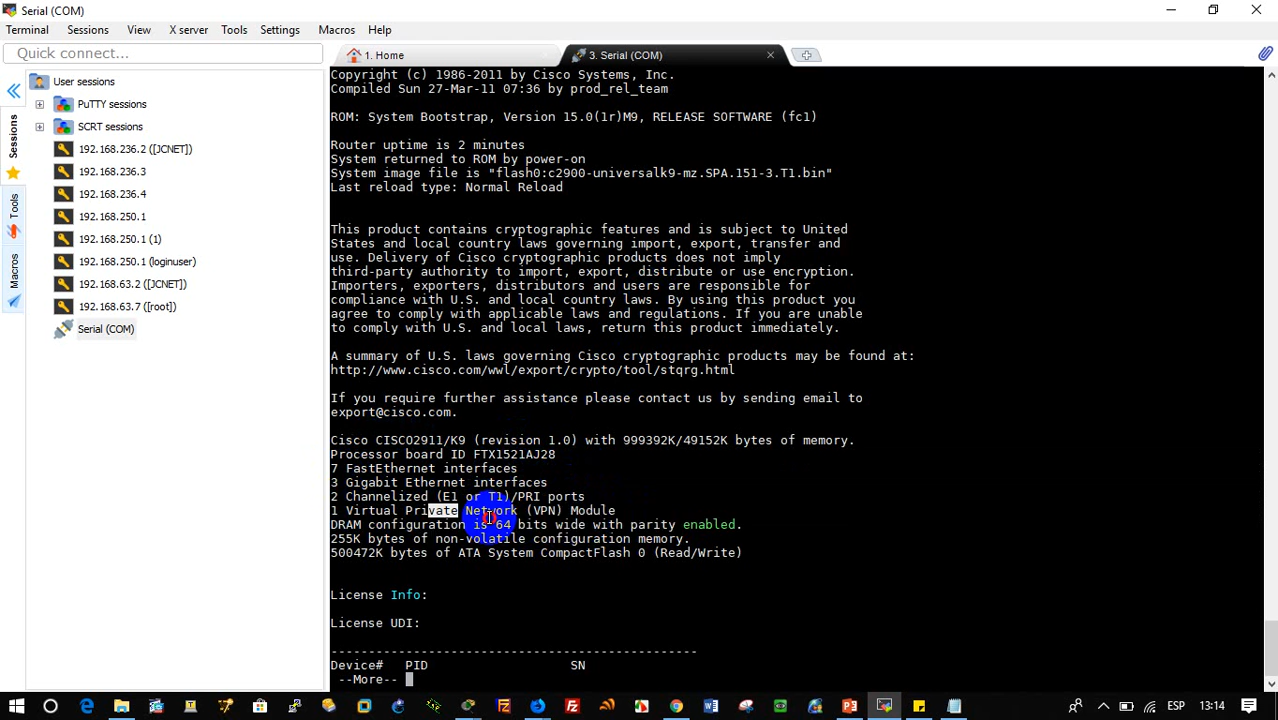 Serial (COM)
Terminal Sessions View X server Tools Settings Macros Help
Quick connect...
1. Home
3. Serial (COM)
Sessions
Tools
Macros
User sessions
PuTTY sessions
SCRT sessions
192.168.236.2 ([JCNET])
192.168.236.3
192.168.236.4
192.168.250.1
192.168.250.1 (1)
192.168.250.1 (loginuser)
192.168.63.2 ([JCNET])
192.168.63.7 ([root])
Serial (COM)
Copyright (c) 1986-2011 by Cisco Systems, Inc.
Compiled Sun 27-Mar-11 07:36 by prod_rel_team
ROM: System Bootstrap, Version 15.0(1r)M9, RELEASE SOFTWARE (fc1)
Router uptime is 2 minutes
System returned to ROM by power-on
System image file is "flash0:c2900-universalk9-mz.SPA.151-3.T1.bin"
Last reload type: Normal Reload
This product contains cryptographic features and is subject to United
States and local country laws governing import, export, transfer and
use. Delivery of Cisco cryptographic products does not imply
third-party authority to import, export, distribute or use encryption.
Importers, exporters, distributors and users are responsible for
compliance with U.S. and local country laws. By using this product you
agree to comply with applicable laws and regulations. If you are unable
to comply with U.S. and local laws, return this product immediately.
A summary of U.S. laws governing Cisco cryptographic products may be found at:
http://www.cisco.com/wwl/export/crypto/tool/stqrg.html
If you require further assistance please contact us by sending email to
export@cisco.com.
Cisco CISCO2911/K9 (revision 1.0) with 999392K/49152K bytes of memory.
Processor board ID FTX1521AJ28
7 FastEthernet interfaces
3 Gigabit Ethernet interfaces
2 Channelized (E1 or T1)/PRI ports
1 Virtual Private Network (VPN) Module
DRAM configuration is 64 bits wide with parity enabled.
255K bytes of non-volatile configuration memory.
500472K bytes of ATA System CompactFlash 0 (Read/Write)
License Info:
License UDI:
-------------------------------------------------
Device# PID SN
--More--
ESP 13:14